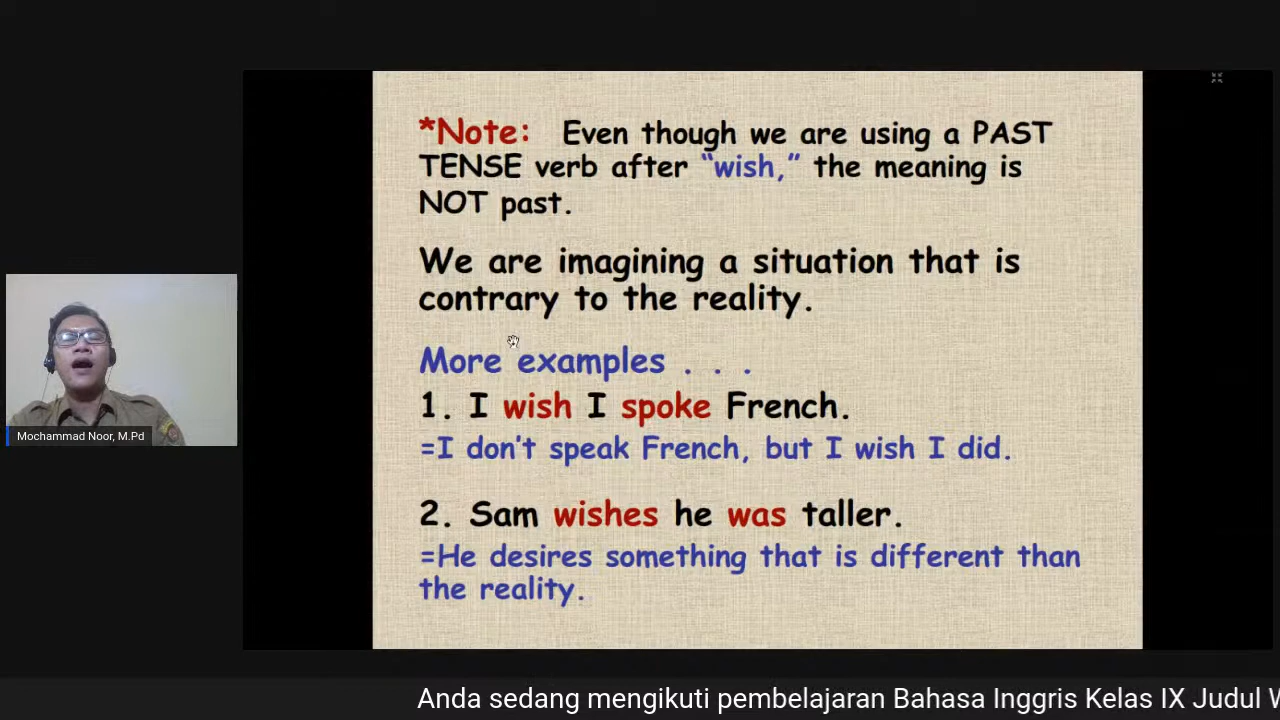 *Note: Even though we are using a PAST
TENSE verb after “wish,” the meaning is
NOT past.
We are imagining a situation that is
contrary to the reality.
More examples . . .
1. I wish I spoke French.
=I don’t speak French, but I wish I did.
2. Sam wishes he was taller.
=He desires something that is different than
the reality.
Mochammad Noor, M.Pd
Anda sedang mengikuti pembelajaran Bahasa Inggris Kelas IX Judul W